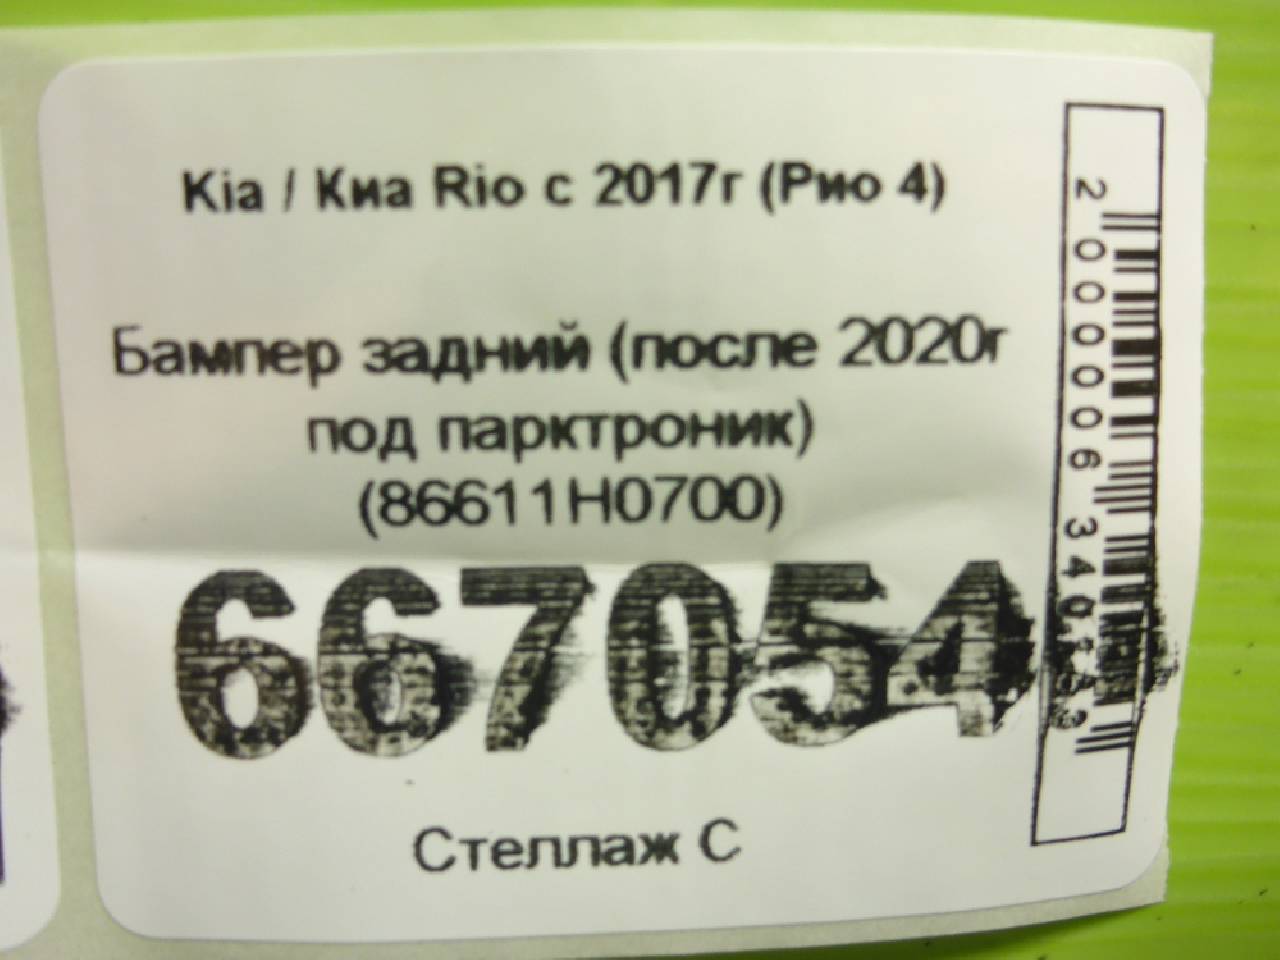 Kia / Киа Rio с 2017г (Рио 4)
Бампер задний (после 2020г
под парктроник)
(86611H0700)
667054
Стеллаж С